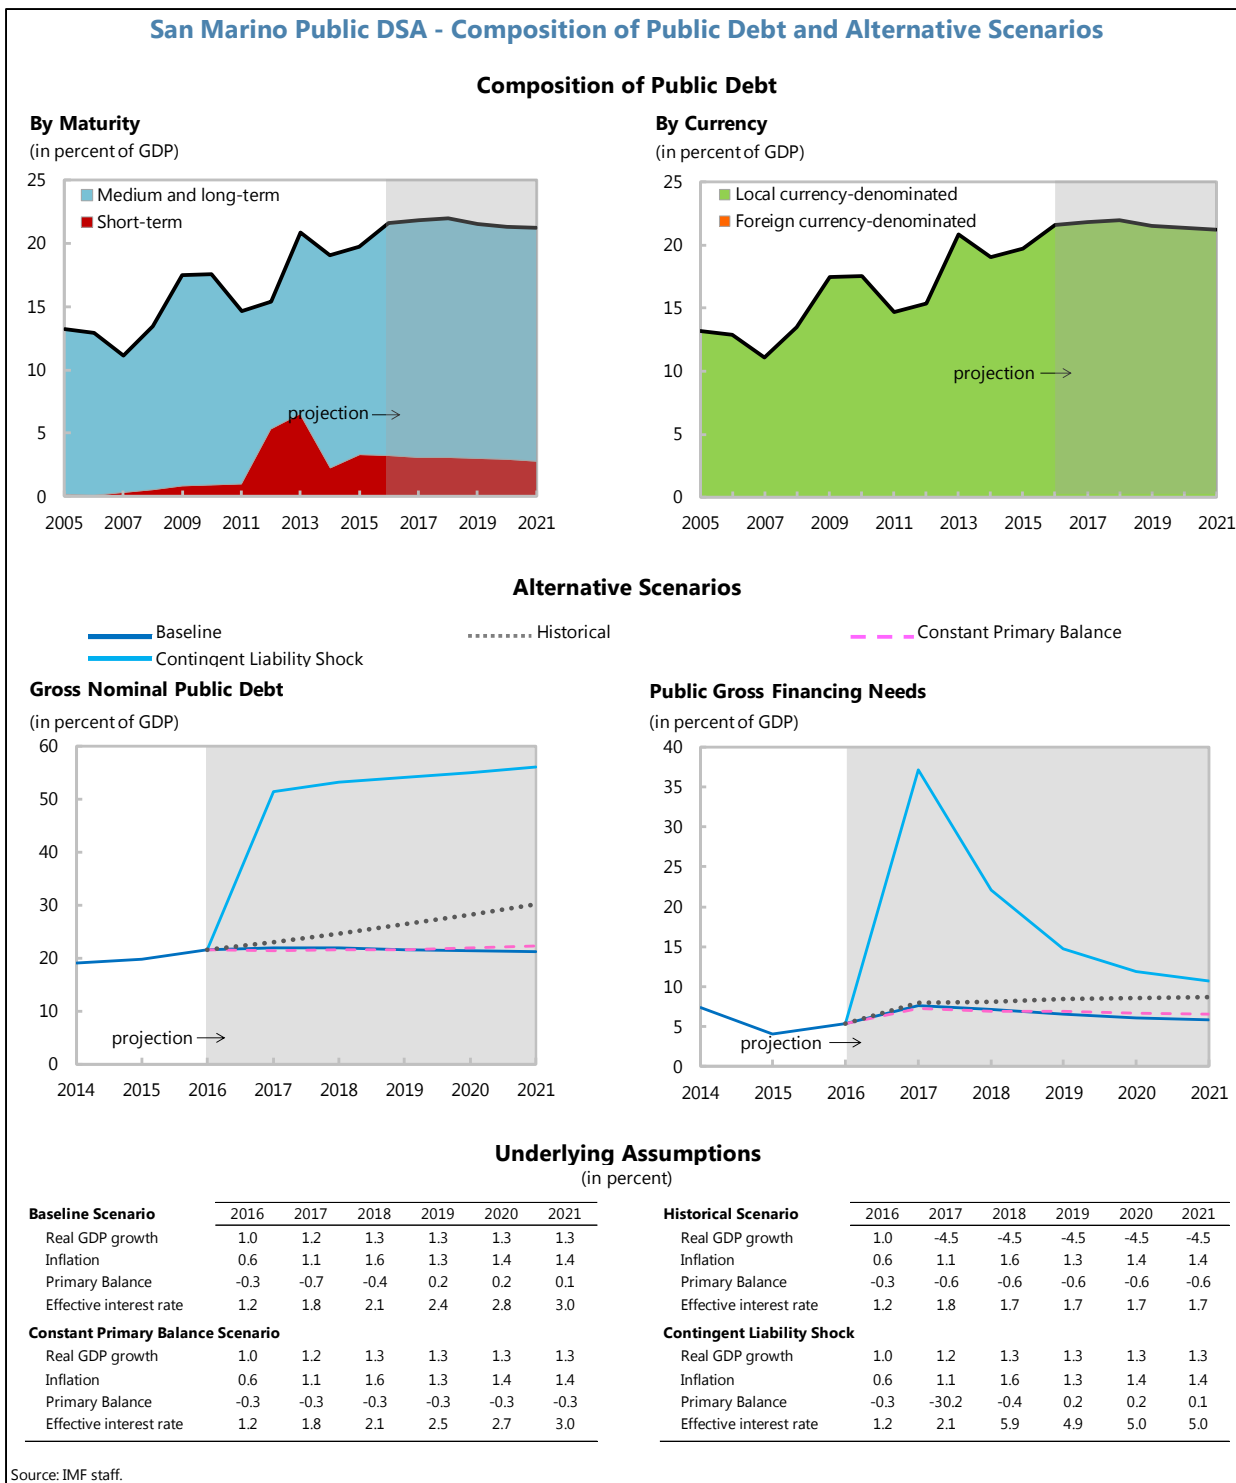 San Marino Public DSA - Composition of Public Debt and Alternative Scenarios
Composition of Public Debt
By Maturity
(in percent of GDP)
25
20
15
10
5
0
Medium and long-term
Short-term
projection
2005 2007 2009 2011 2013 2015 2017 2019 2021
By Currency
(in percent of GDP)
25
20
15
10
5
0
Local currency-denominated
Foreign currency-denominated
projection
2005 2007 2009 2011 2013 2015 2017 2019 2021
Alternative Scenarios
Baseline Historical Constant Primary Balance
Contingent Liability Shock
Gross Nominal Public Debt
(in percent of GDP)
60
50
40
30
20
10
0
projection
2014 2015 2016 2017 2018 2019 2020 2021
Public Gross Financing Needs
(in percent of GDP)
40
35
30
25
20
15
10
5
0
projection
2014 2015 2016 2017 2018 2019 2020 2021
Underlying Assumptions
(in percent)
Baseline Scenario 2016 2017 2018 2019 2020 2021
Real GDP growth 1.0 1.2 1.3 1.3 1.3 1.3
Inflation 0.6 1.1 1.6 1.3 1.4 1.4
Primary Balance -0.3 -0.7 -0.4 0.2 0.2 0.1
Effective interest rate 1.2 1.8 2.1 2.4 2.8 3.0
Constant Primary Balance Scenario
Real GDP growth 1.0 1.2 1.3 1.3 1.3 1.3
Inflation 0.6 1.1 1.6 1.3 1.4 1.4
Primary Balance -0.3 -0.3 -0.3 -0.3 -0.3 -0.3
Effective interest rate 1.2 1.8 2.1 2.5 2.7 3.0
Historical Scenario 2016 2017 2018 2019 2020 2021
Real GDP growth 1.0 -4.5 -4.5 -4.5 -4.5 -4.5
Inflation 0.6 1.1 1.6 1.3 1.4 1.4
Primary Balance -0.3 -0.6 -0.6 -0.6 -0.6 -0.6
Effective interest rate 1.2 1.8 1.7 1.7 1.7 1.7
Contingent Liability Shock
Real GDP growth 1.0 1.2 1.3 1.3 1.3 1.3
Inflation 0.6 1.1 1.6 1.3 1.4 1.4
Primary Balance -0.3 -30.2 -0.4 0.2 0.2 0.1
Effective interest rate 1.2 2.1 5.9 4.9 5.0 5.0
Source: IMF staff.